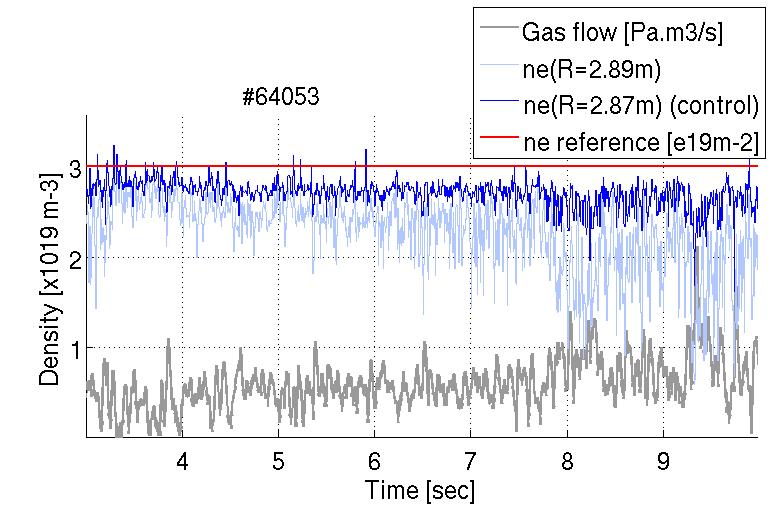 Gas flow [Pa.m3/s]
ne(R=2.89m)
ne(R=2.87m) (control)
ne reference [e19m-2]
#64053
Density [x1019 m-3]
3
2
1
4 5 6 7 8 9
Time [sec]